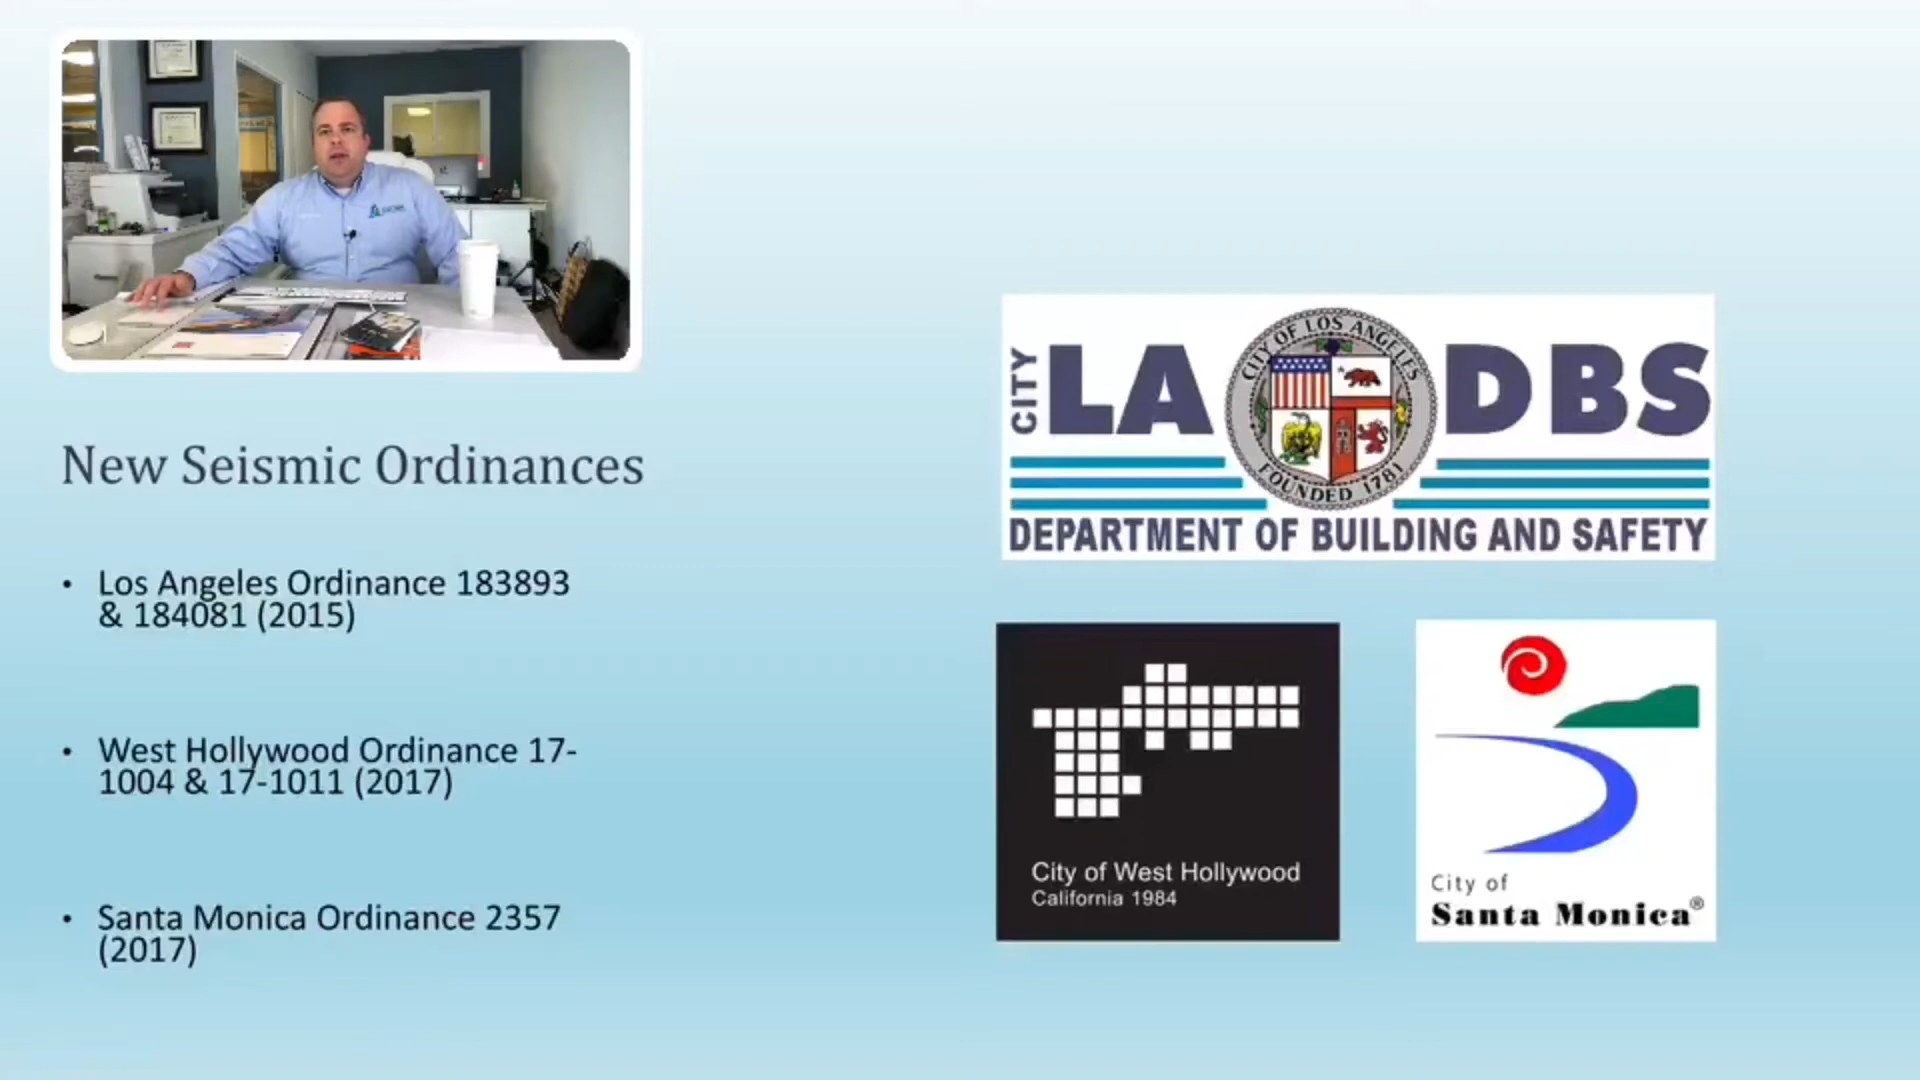 New Seismic Ordinances
• Los Angeles Ordinance 183893
& 184081 (2015)
• West Hollywood Ordinance 17-
1004 & 17-1011 (2017)
• Santa Monica Ordinance 2357
(2017)
CITY LA DBS
CITY OF LOS ANGELES
FOUNDED 1781
DEPARTMENT OF BUILDING AND SAFETY
City of West Hollywood
California 1984
City of
Santa Monica®